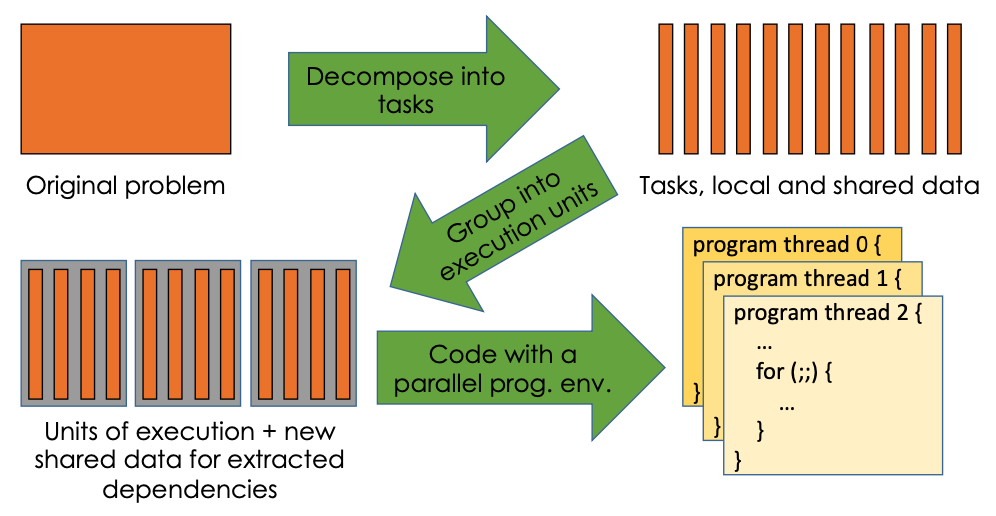 Decompose into
tasks
Original problem
Tasks, local and shared data
Group into
execution units
program thread 0 {
}
program thread 1 {
}
program thread 2 {
...
for (;;) {
...
}
}
Code with a
parallel prog. env.
Units of execution + new
shared data for extracted
dependencies